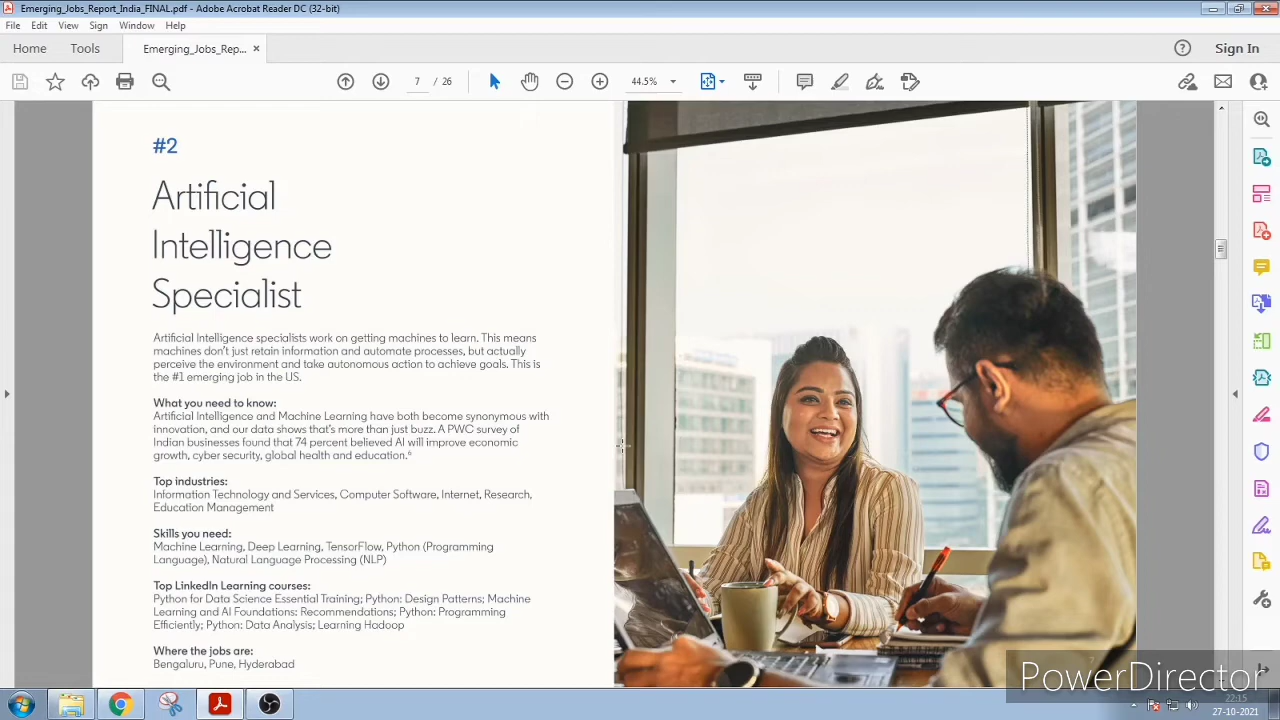 Emerging_Jobs_Report_India_FINAL.pdf - Adobe Acrobat Reader DC (32-bit)
File Edit View Sign Window Help
Home Tools Emerging_Jobs_Rep... × Sign In
7 / 26 44.5%
#2
Artificial
Intelligence
Specialist
Artificial Intelligence specialists work on getting machines to learn. This means
machines don't just retain information and automate processes, but actually
perceive the environment and take autonomous action to achieve goals. This is
the #1 emerging job in the US.
What you need to know:
Artificial Intelligence and Machine Learning have both become synonymous with
innovation, and our data shows that's more than just buzz. A PWC survey of
Indian businesses found that 74 percent believed AI will improve economic
growth, cyber security, global health and education.⁶
Top industries:
Information Technology and Services, Computer Software, Internet, Research,
Education Management
Skills you need:
Machine Learning, Deep Learning, TensorFlow, Python (Programming
Language), Natural Language Processing (NLP)
Top LinkedIn Learning courses:
Python for Data Science Essential Training; Python: Design Patterns; Machine
Learning and AI Foundations: Recommendations; Python: Programming
Efficiently; Python: Data Analysis; Learning Hadoop
Where the jobs are:
Bengaluru, Pune, Hyderabad
PowerDirector
22:15
27-10-2021